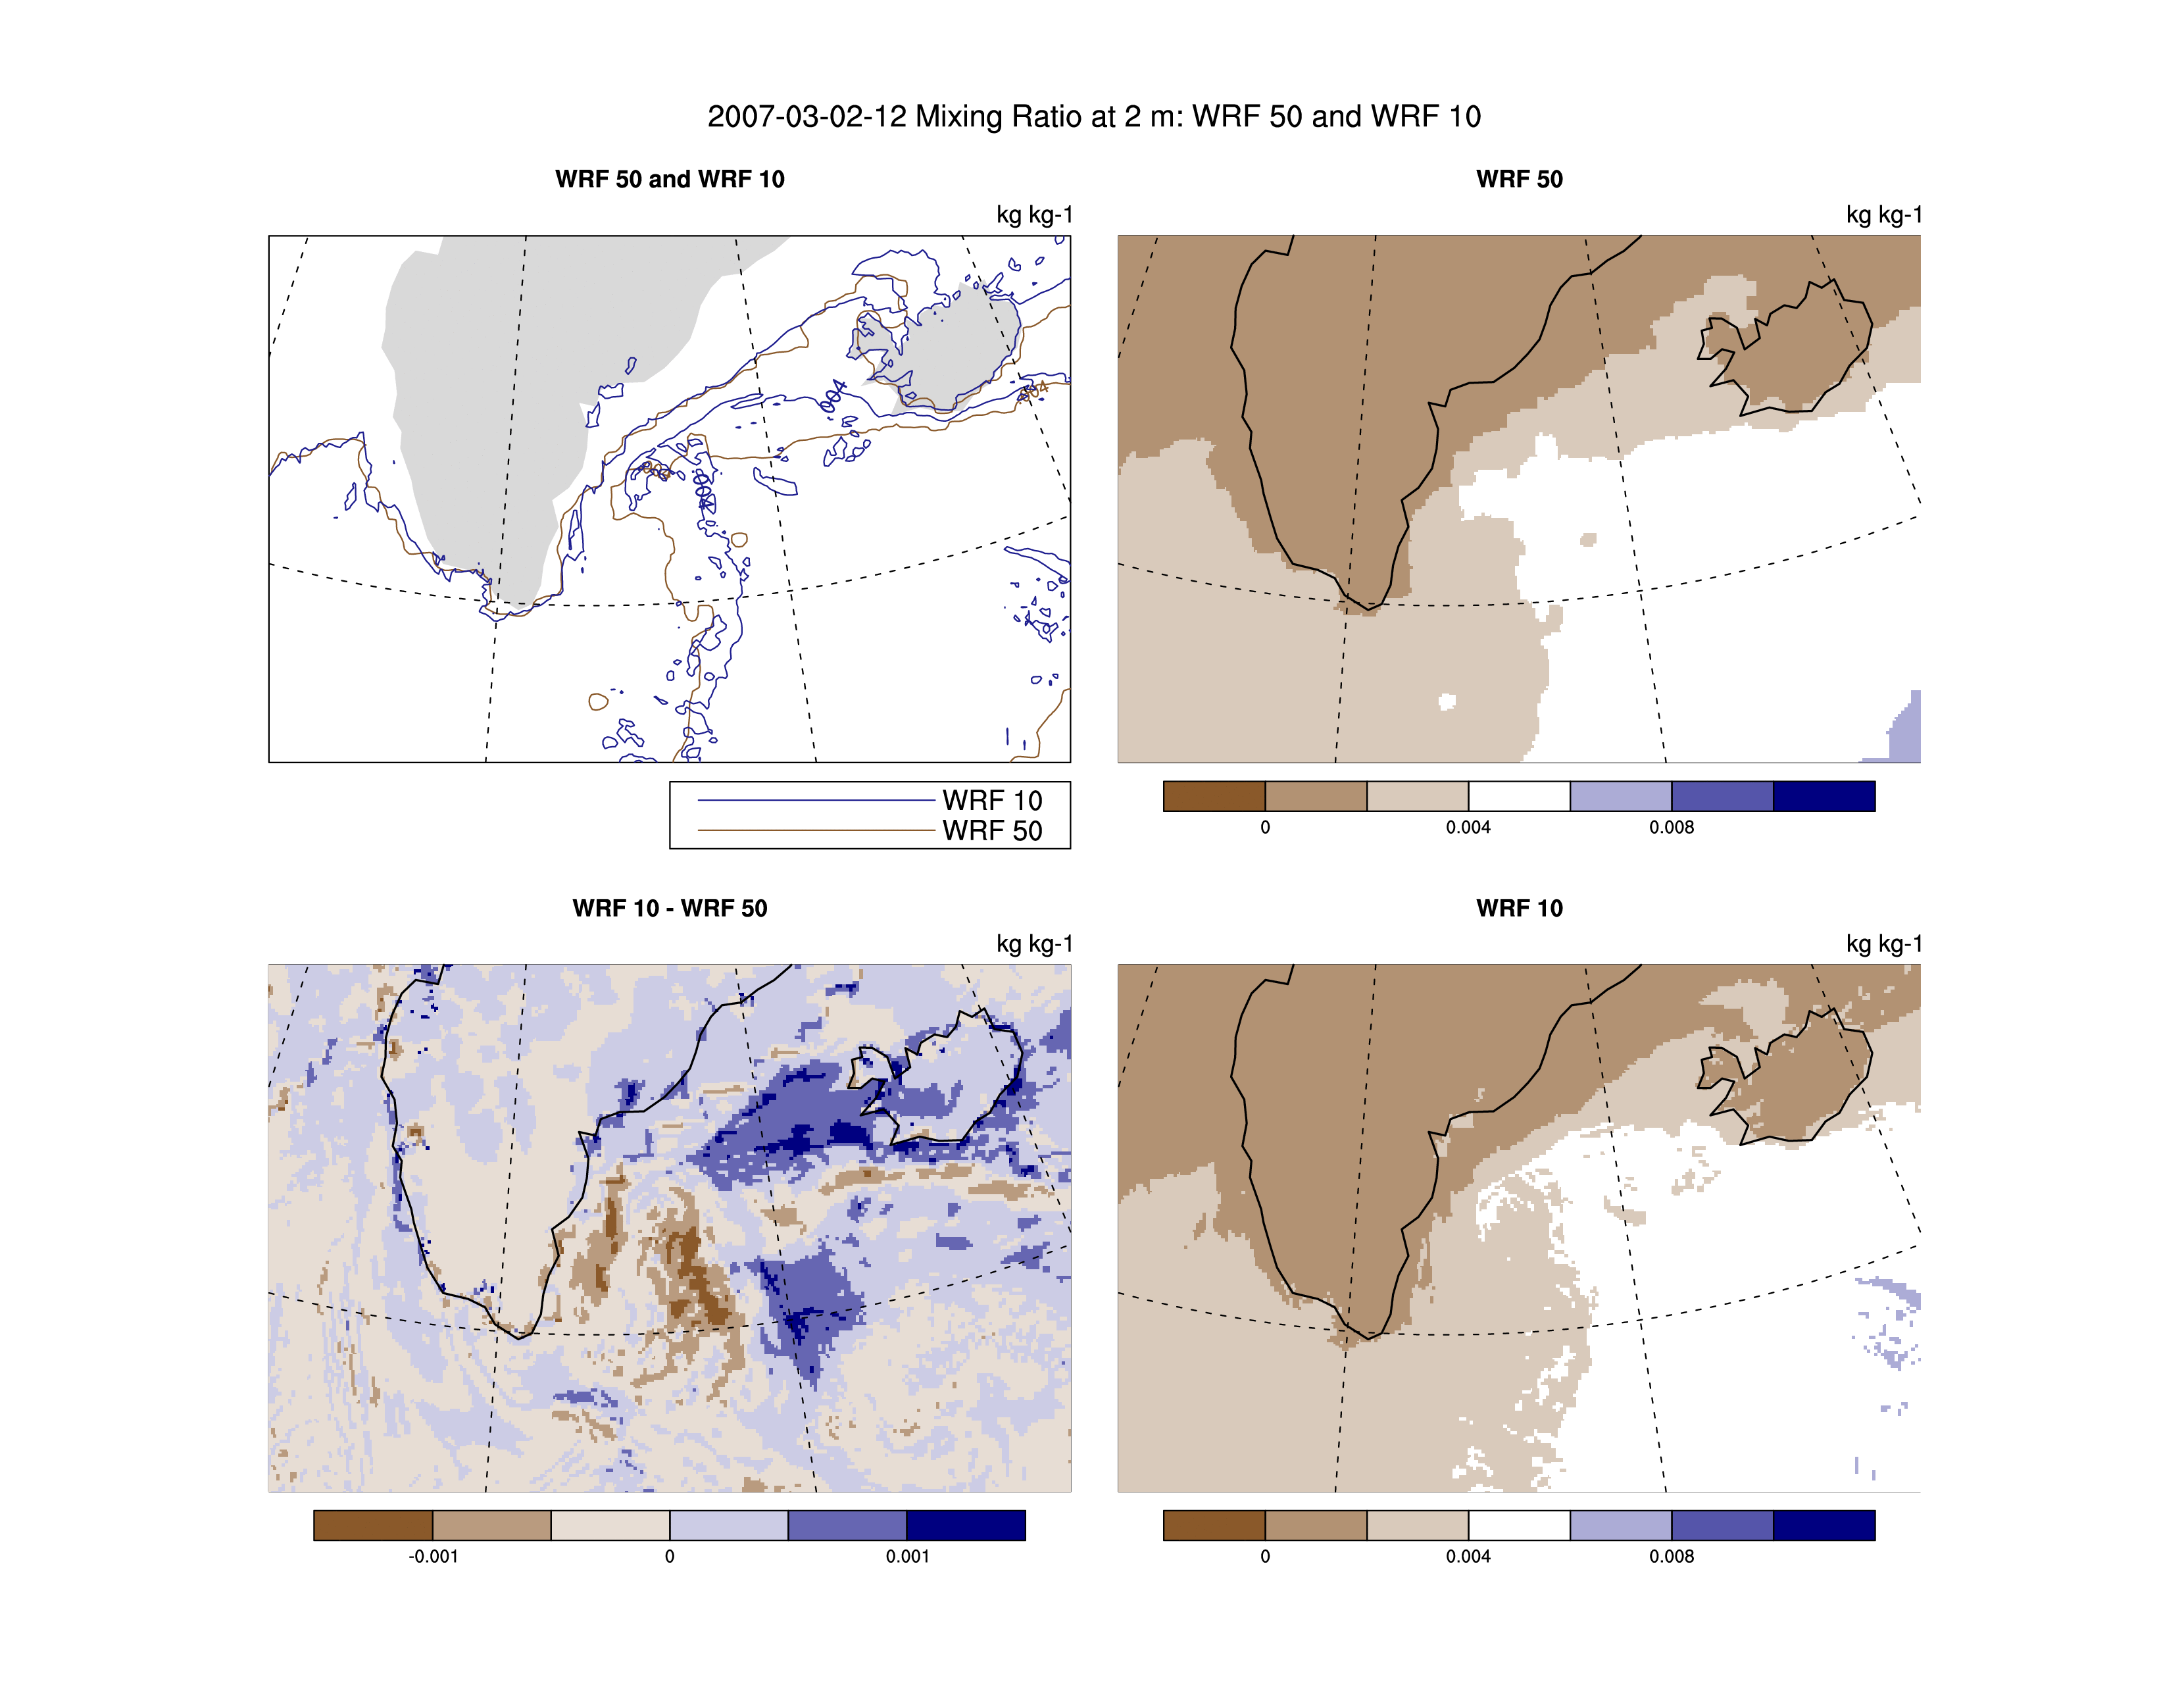 2007-03-02-12 Mixing Ratio at 2 m: WRF 50 and WRF 10
WRF 50 and WRF 10
kg kg-1
.004
.004
.004
WRF 10
WRF 50
WRF 50
kg kg-1
0 0.004 0.008
WRF 10 - WRF 50
kg kg-1
-0.001 0 0.001
WRF 10
kg kg-1
0 0.004 0.008